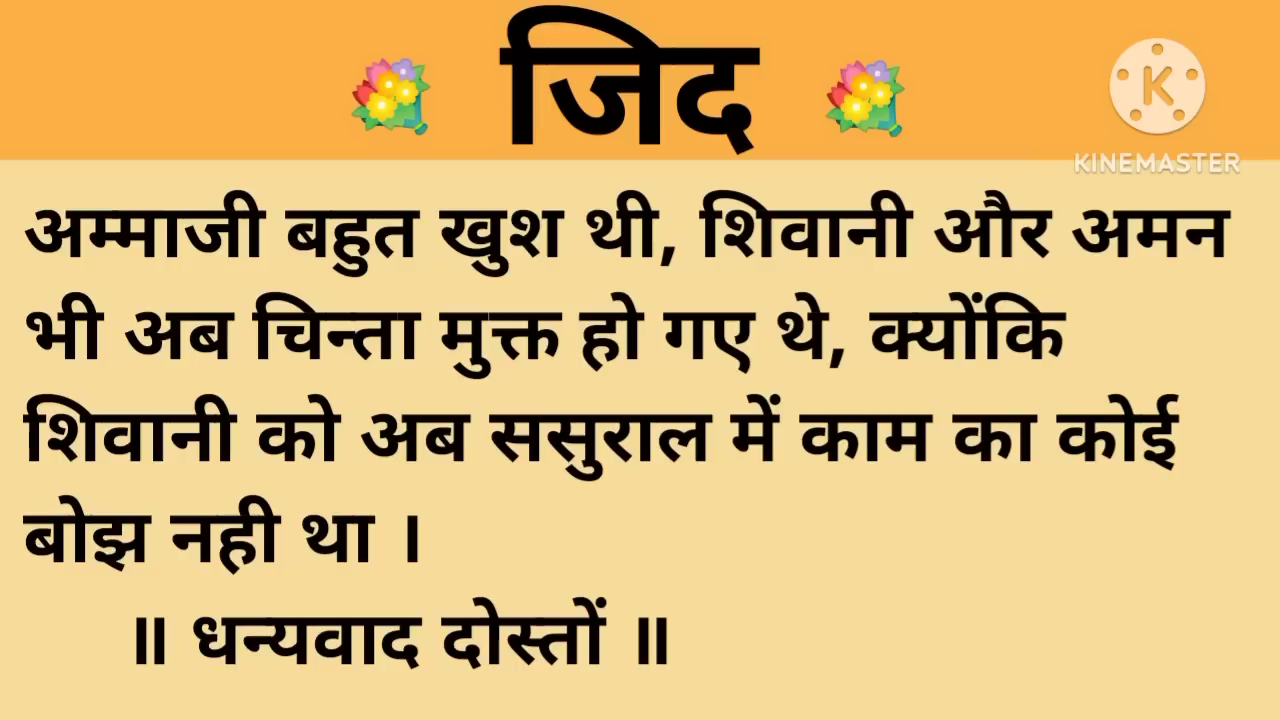 जिद
KINEMASTER
अम्माजी बहुत खुश थी, शिवानी और अमन
भी अब चिन्ता मुक्त हो गए थे, क्योंकि
शिवानी को अब ससुराल में काम का कोई
बोझ नही था ।
॥ धन्यवाद दोस्तों ॥